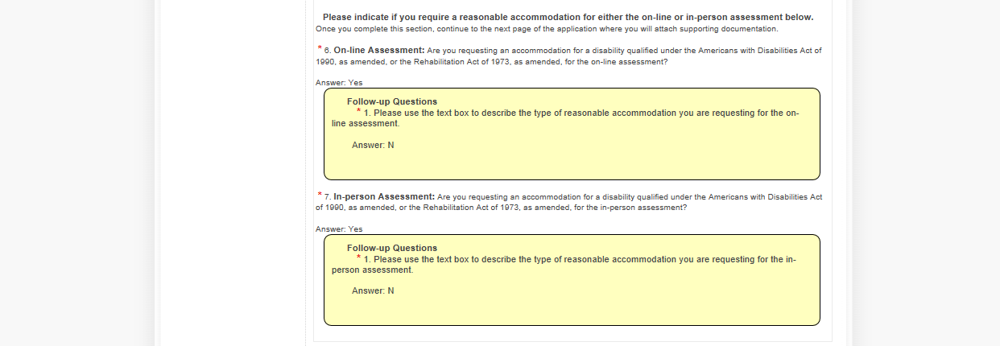 Please indicate if you require a reasonable accommodation for either the on-line or in-person assessment below.
Once you complete this section, continue to the next page of the application where you will attach supporting documentation.
* 6. On-line Assessment: Are you requesting an accommodation for a disability qualified under the Americans with Disabilities Act of
1990, as amended, or the Rehabilitation Act of 1973, as amended, for the on-line assessment?
Answer: Yes
Follow-up Questions
* 1. Please use the text box to describe the type of reasonable accommodation you are requesting for the on-
line assessment.
Answer: N
* 7. In-person Assessment: Are you requesting an accommodation for a disability qualified under the Americans with Disabilities Act
of 1990, as amended, or the Rehabilitation Act of 1973, as amended, for the in-person assessment?
Answer: Yes
Follow-up Questions
* 1. Please use the text box to describe the type of reasonable accommodation you are requesting for the in-
person assessment.
Answer: N